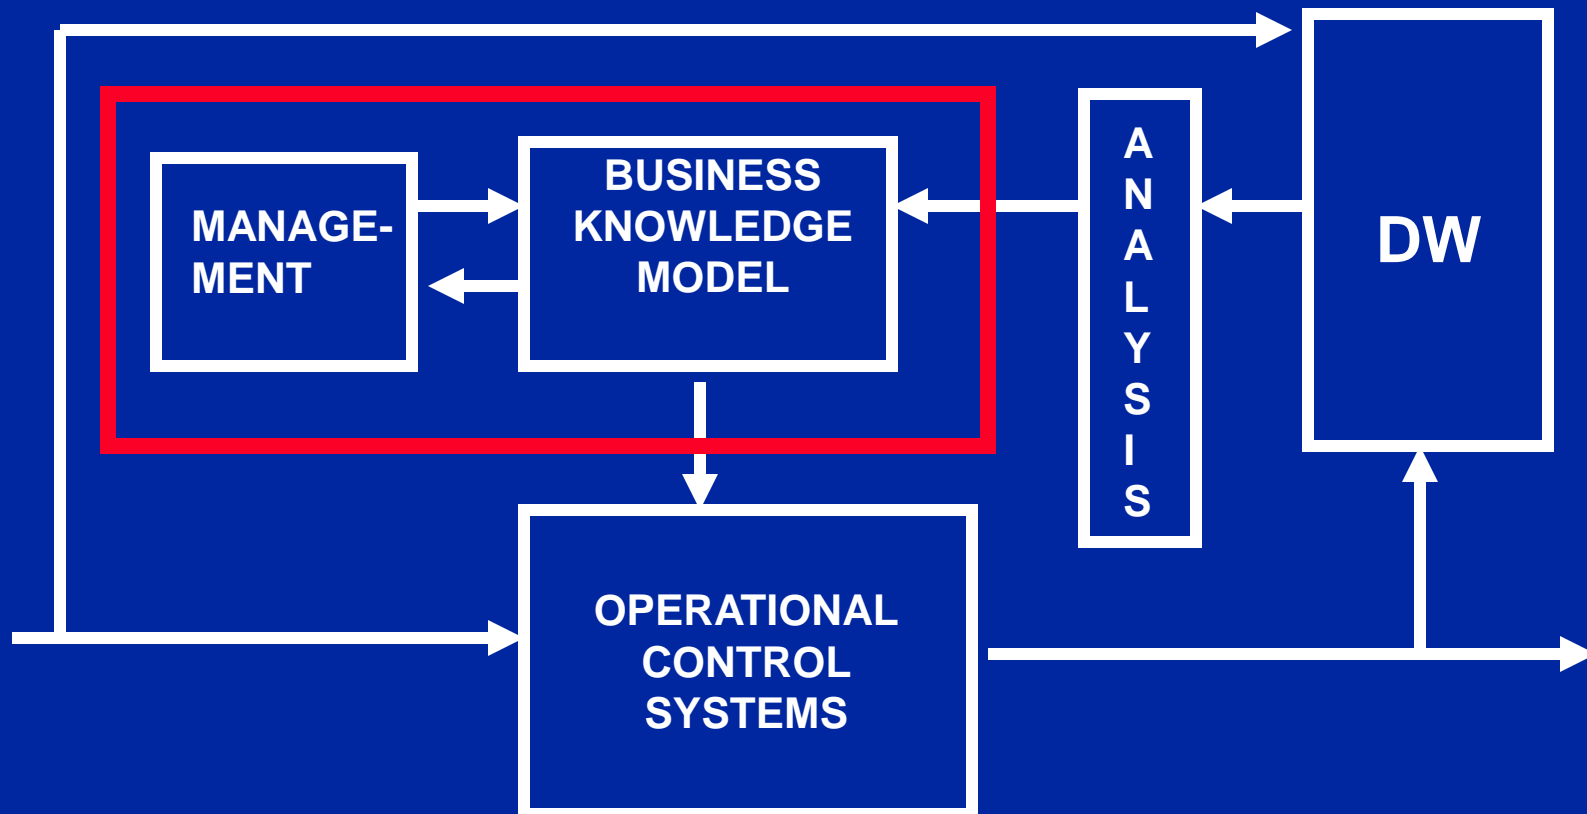 MANAGE-
MENT
BUSINESS
KNOWLEDGE
MODEL
A
N
A
L
Y
S
I
S
DW
OPERATIONAL
CONTROL
SYSTEMS